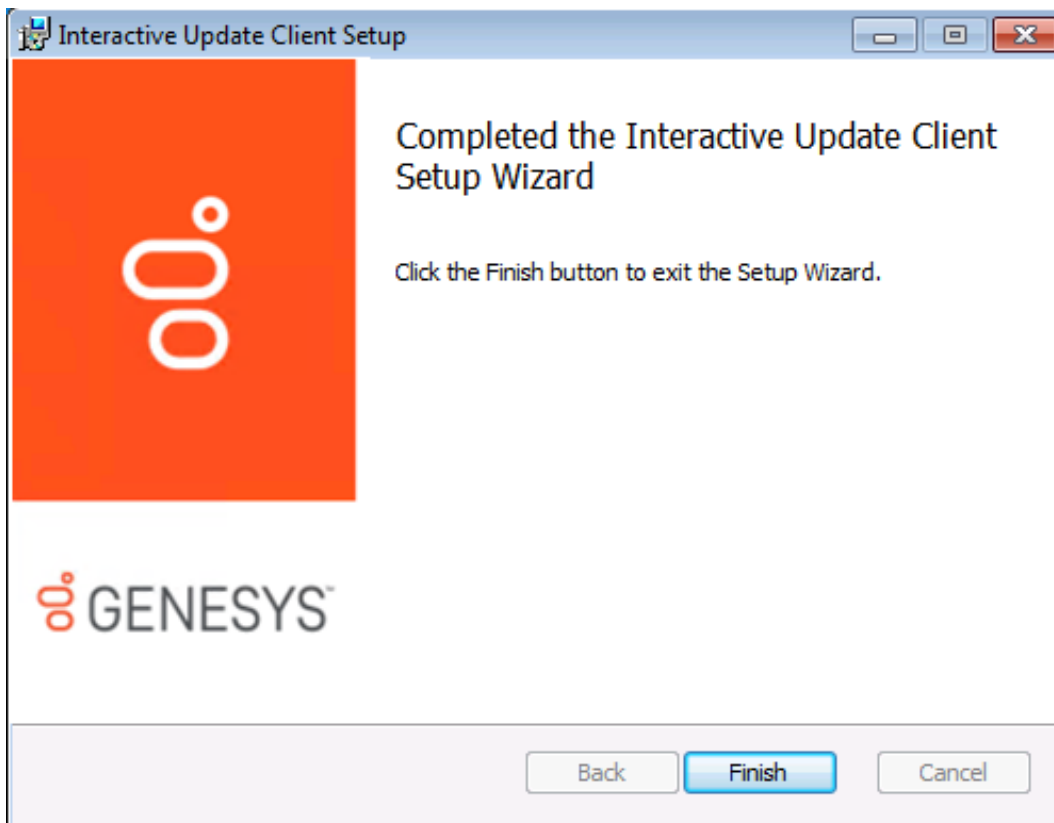 Interactive Update Client Setup
Completed the Interactive Update Client
Setup Wizard
Click the Finish button to exit the Setup Wizard.
GENESYS™
Back
Finish
Cancel